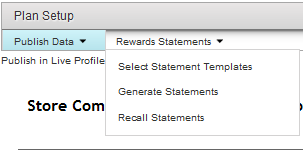 Plan Setup
Publish Data Rewards Statements
Publish in Live Profile
Select Statement Templates
Generate Statements
Store Com
Recall Statements